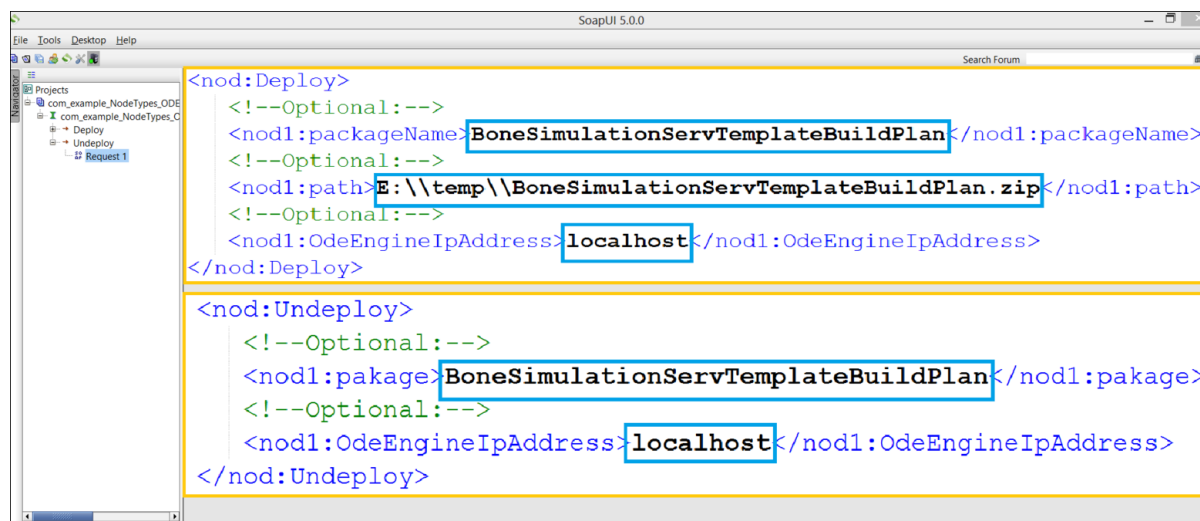 SoapUI 5.0.0
File Tools Desktop Help
Search Forum
Navigator
Projects
com_example_NodeTypes_ODE
com_example_NodeTypes_O
Deploy
Undeploy
Request 1
<nod:Deploy>
<!--Optional:-->
<nod1:packageName>BoneSimulationServTemplateBuildPlan</nod1:packageName>
<!--Optional:-->
<nod1:path>E:\\temp\\BoneSimulationServTemplateBuildPlan.zip</nod1:path>
<!--Optional:-->
<nod1:OdeEngineIpAddress>localhost</nod1:OdeEngineIpAddress>
</nod:Deploy>
<nod:Undeploy>
<!--Optional:-->
<nod1:pakage>BoneSimulationServTemplateBuildPlan</nod1:pakage>
<!--Optional:-->
<nod1:OdeEngineIpAddress>localhost</nod1:OdeEngineIpAddress>
</nod:Undeploy>